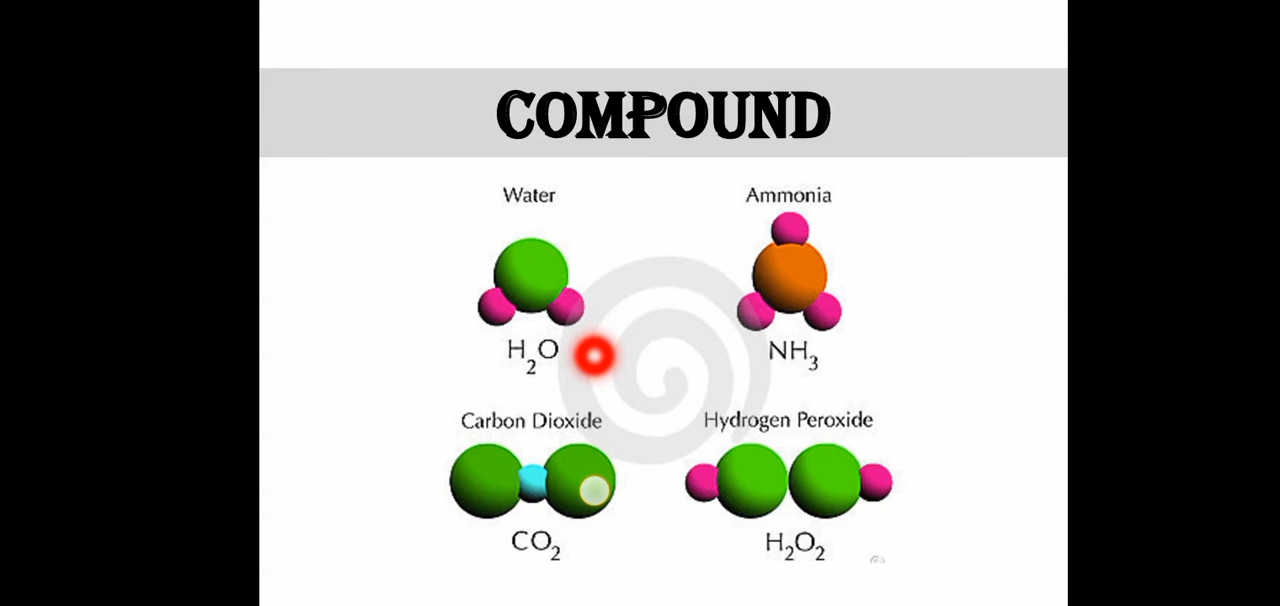 COMPOUND
Water
Ammonia
H₂O
NH₃
Carbon Dioxide
Hydrogen Peroxide
CO₂
H₂O₂